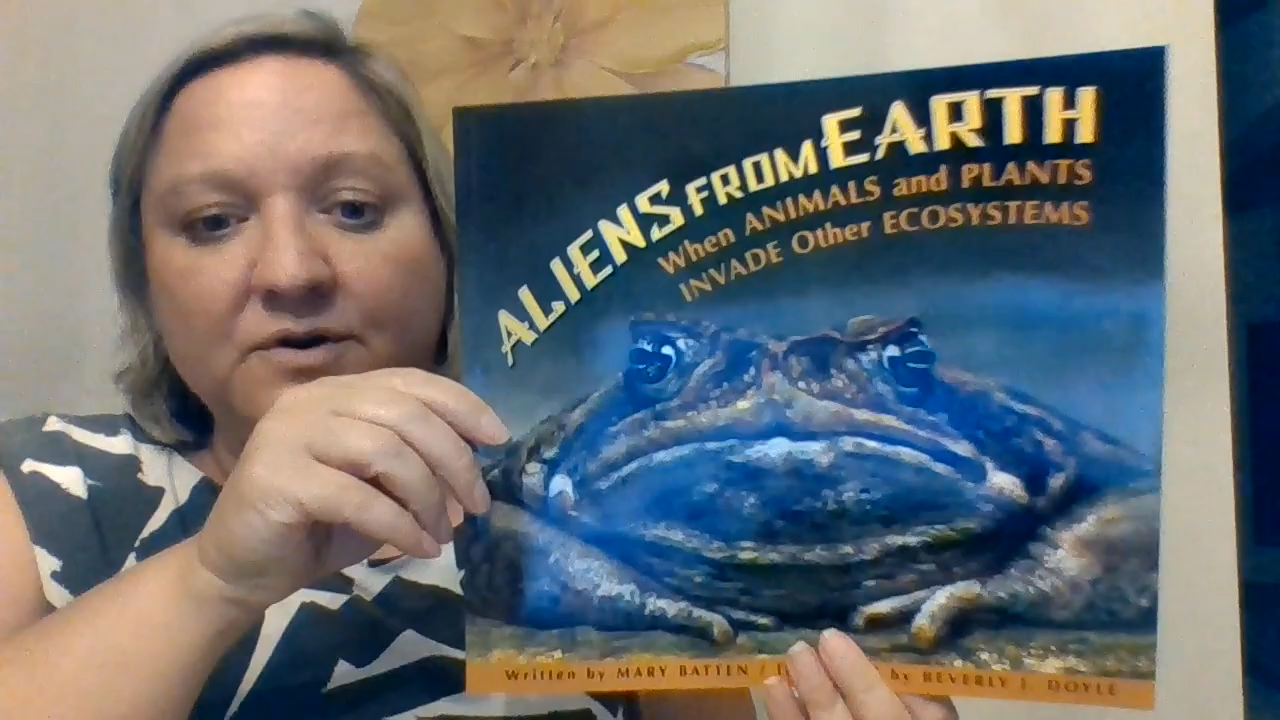 ALIENS FROM EARTH
When ANIMALS and PLANTS
INVADE Other ECOSYSTEMS
Written by MARY BATTEN / by BEVERLY J. DOYLE